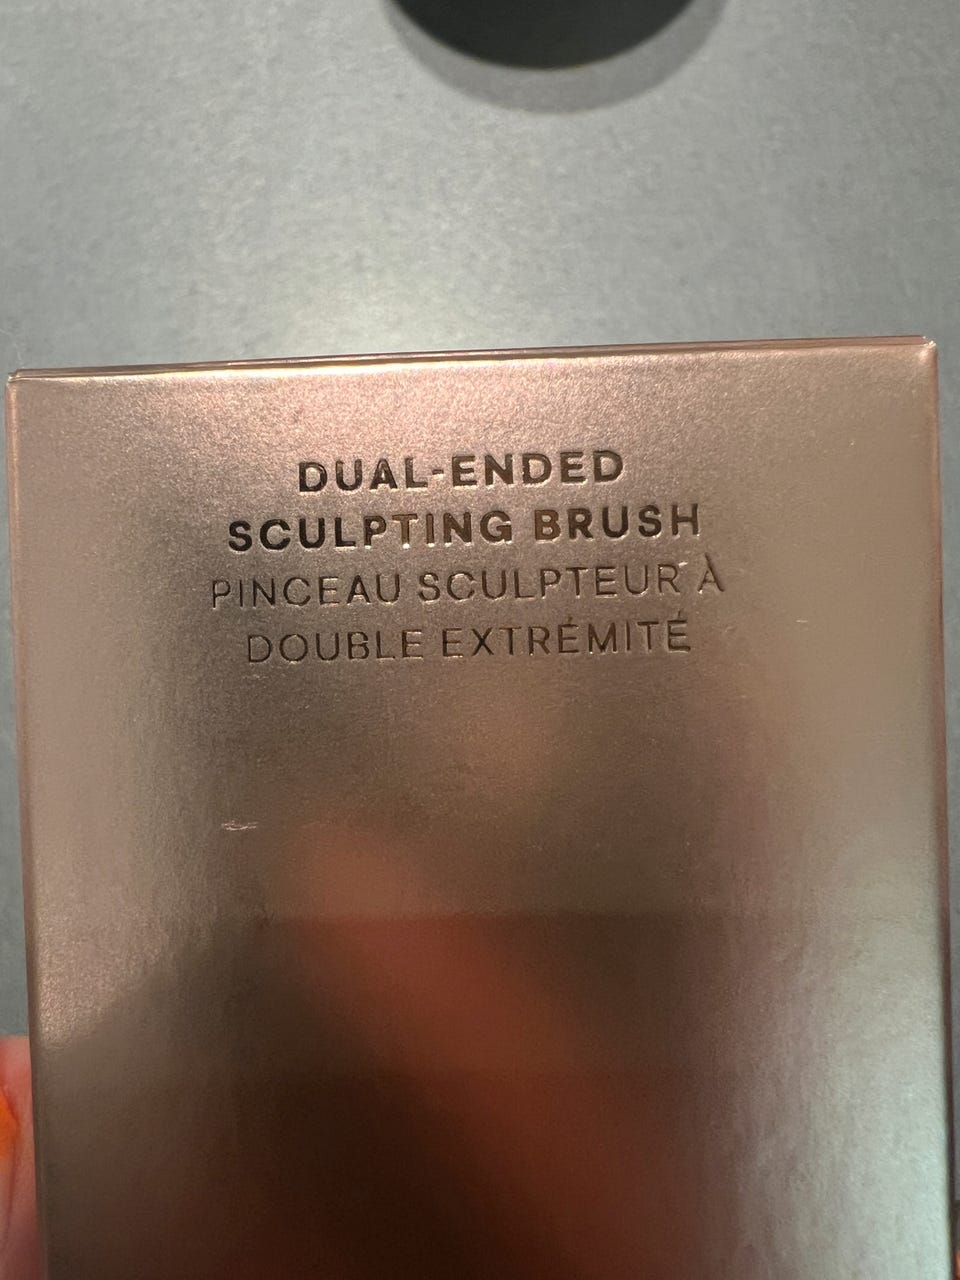 DUAL-ENDED
SCULPTING BRUSH
PINCEAU SCULPTEUR À
DOUBLE EXTRÉMITÉ